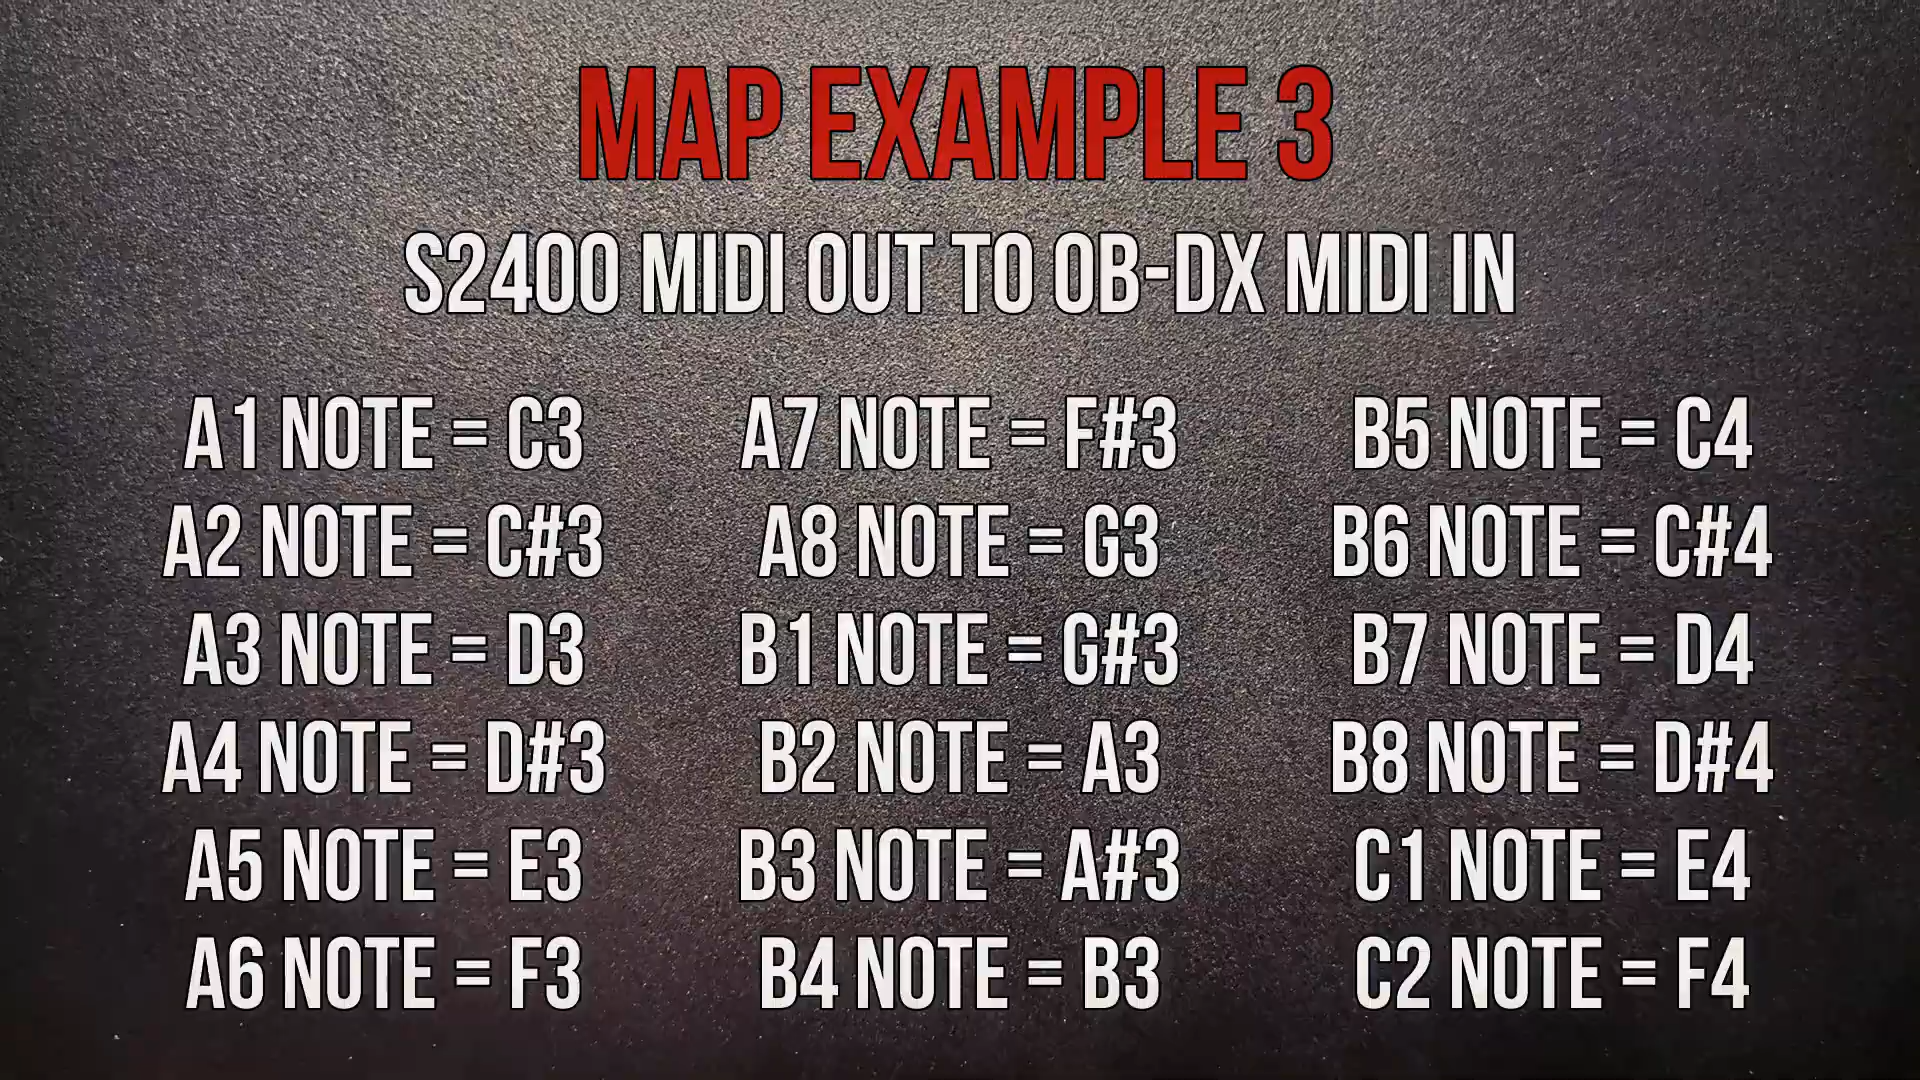 MAP EXAMPLE 3
S2400 MIDI OUT TO OB-DX MIDI IN
A1 NOTE = C3
A2 NOTE = C#3
A3 NOTE = D3
A4 NOTE = D#3
A5 NOTE = E3
A6 NOTE = F3
A7 NOTE = F#3
A8 NOTE = G3
B1 NOTE = G#3
B2 NOTE = A3
B3 NOTE = A#3
B4 NOTE = B3
B5 NOTE = C4
B6 NOTE = C#4
B7 NOTE = D4
B8 NOTE = D#4
C1 NOTE = E4
C2 NOTE = F4